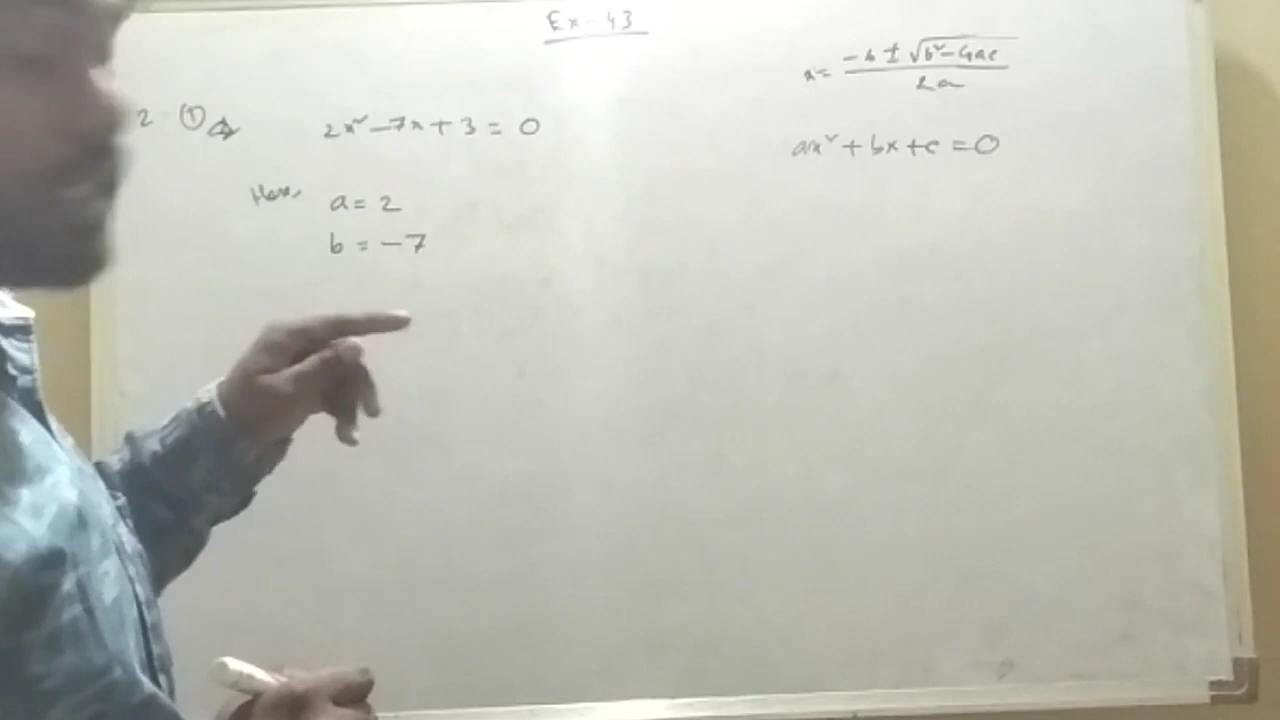 Ex-43
x = -b ± √b²-4ac / 2a
2. ① 2x²-7x+3=0
ax²+bx+c=0
Here, a=2
b=-7